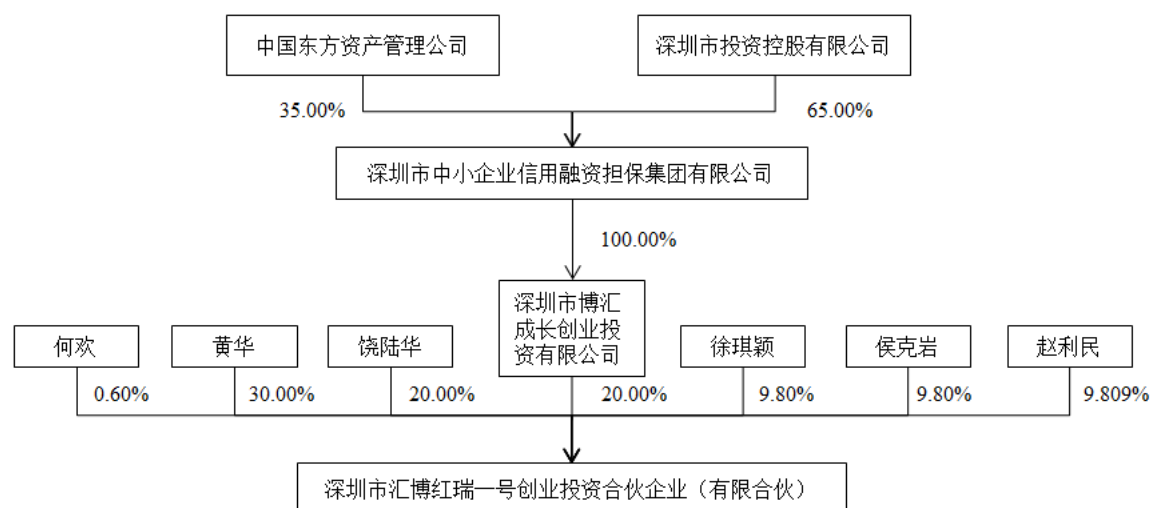 中国东方资产管理公司
深圳市投资控股有限公司
35.00%
65.00%
深圳市中小企业信用融资担保集团有限公司
100.00%
深圳市博汇
成长创业投
资有限公司
何欢
黄华
饶陆华
徐琪颖
侯克岩
赵利民
0.60%
30.00%
20.00%
20.00%
9.80%
9.80%
9.809%
深圳市汇博红瑞一号创业投资合伙企业（有限合伙）